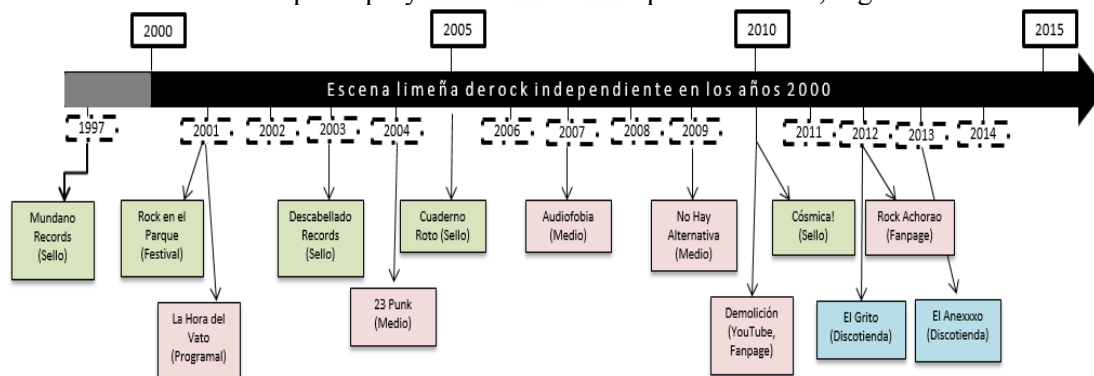 2000
2005
2010
2015
Escena limeña derock independiente en los años 2000
1997
2001
2002
2003
2004
2006
2007
2008
2009
2011
2012
2013
2014
Mundano
Records
(Sello)
Rock en el
Parque
(Festival)
Descabellado
Records
(Sello)
Cuaderno
Roto (Sello)
Audiofobia
(Medio)
No Hay
Alternativa
(Medio)
Cósmica!
(Sello)
Rock Achorao
(Fanpage)
La Hora del
Vato
(Programal)
23 Punk
(Medio)
Demolición
(YouTube,
Fanpage)
El Grito
(Discotienda)
El Anexxxo
(Discotienda)